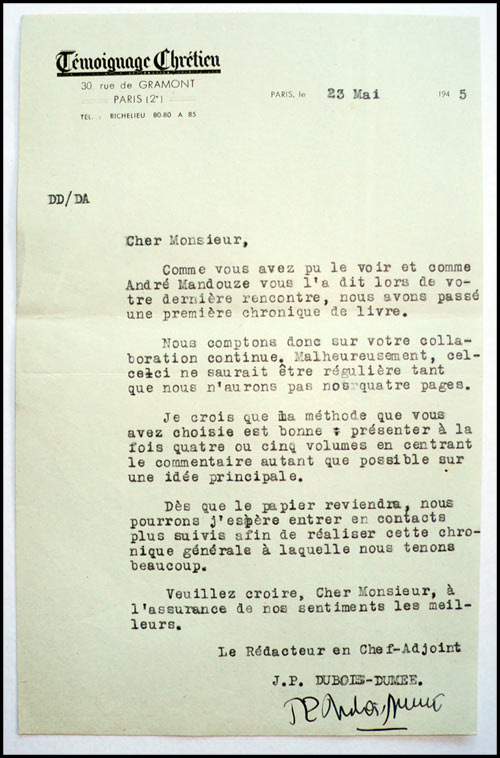 Témoignage Chrétien
30, rue de GRAMONT
PARIS (2e)
TEL. : RICHELIEU 80-80 A 85
PARIS, le 23 Mai 1945
DD/DA
Cher Monsieur,
Comme vous avez pu le voir et comme
André Mandouze vous l'a dit lors de vo-
tre dernière rencontre, nous avons passé
une première chronique de livre.
Nous comptons donc sur votre colla-
boration continue. Malheureusement, cel-
celci ne saurait être régulière tant
que nous n'aurons pas nos quatre pages.
Je crois que la méthode que vous
avez choisie est bonne : présenter à la
fois quatre ou cinq volumes en centrant
le commentaire autant que possible sur
une idée principale.
Dès que le papier reviendra, nous
pourrons j'espère entrer en contacts
plus suivis afin de réaliser cette chro-
nique générale à laquelle nous tenons
beaucoup.
Veuillez croire, Cher Monsieur, à
l'assurance de nos sentiments les meil-
leurs.
Le Rédacteur en Chef-Adjoint
J.P. DUBOIS-DUMEE.